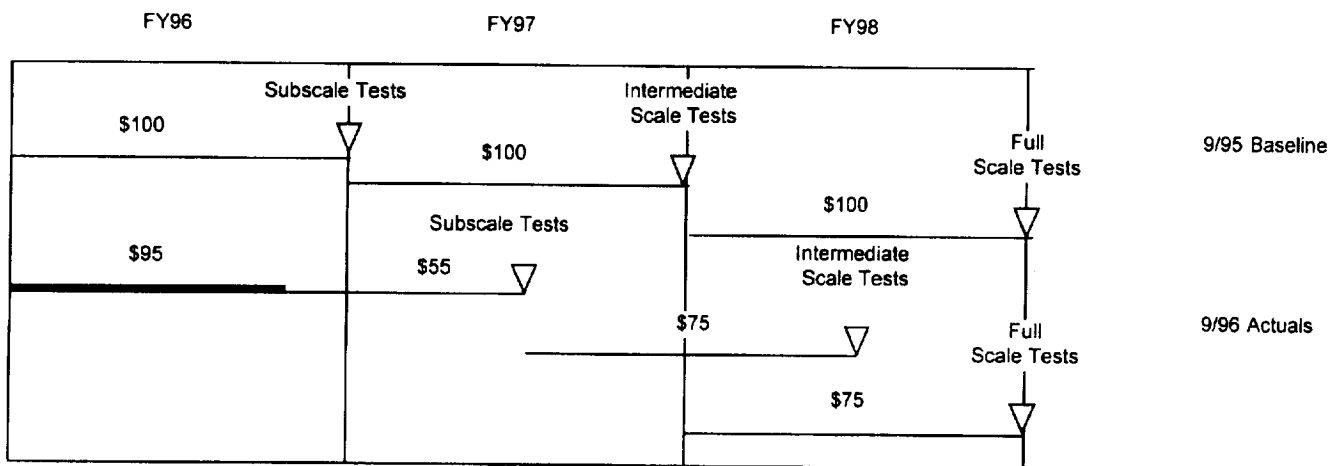 FY96
FY97
FY98
Subscale Tests
Intermediate
Scale Tests
$100
$100
Full
Scale Tests
9/95 Baseline
$100
Subscale Tests
Intermediate
Scale Tests
$95
$55
$75
Full
Scale Tests
9/96 Actuals
$75